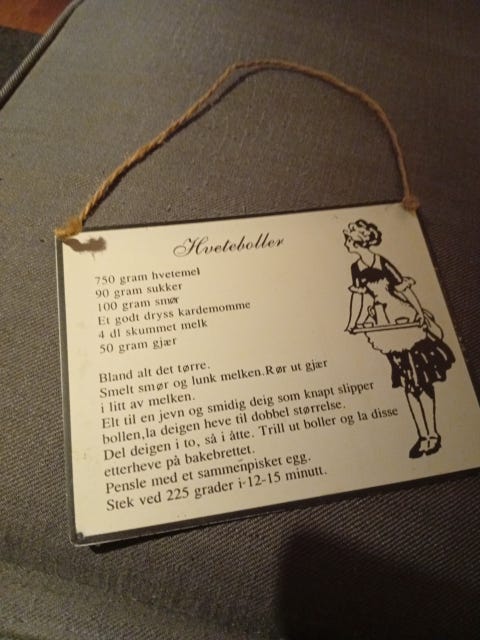 Hveteboller
750 gram hvetemel
90 gram sukker
100 gram smør
Et godt dryss kardemomme
4 dl skummet melk
50 gram gjær
Bland alt det tørre.
Smelt smør og lunk melken.Rør ut gjær
i litt av melken.
Elt til en jevn og smidig deig som knapt slipper
bollen,la deigen heve til dobbel størrelse.
Del deigen i to, så i åtte. Trill ut boller og la disse
etterheve på bakebrettet.
Pensle med et sammenpisket egg.
Stek ved 225 grader i 12-15 minutt.